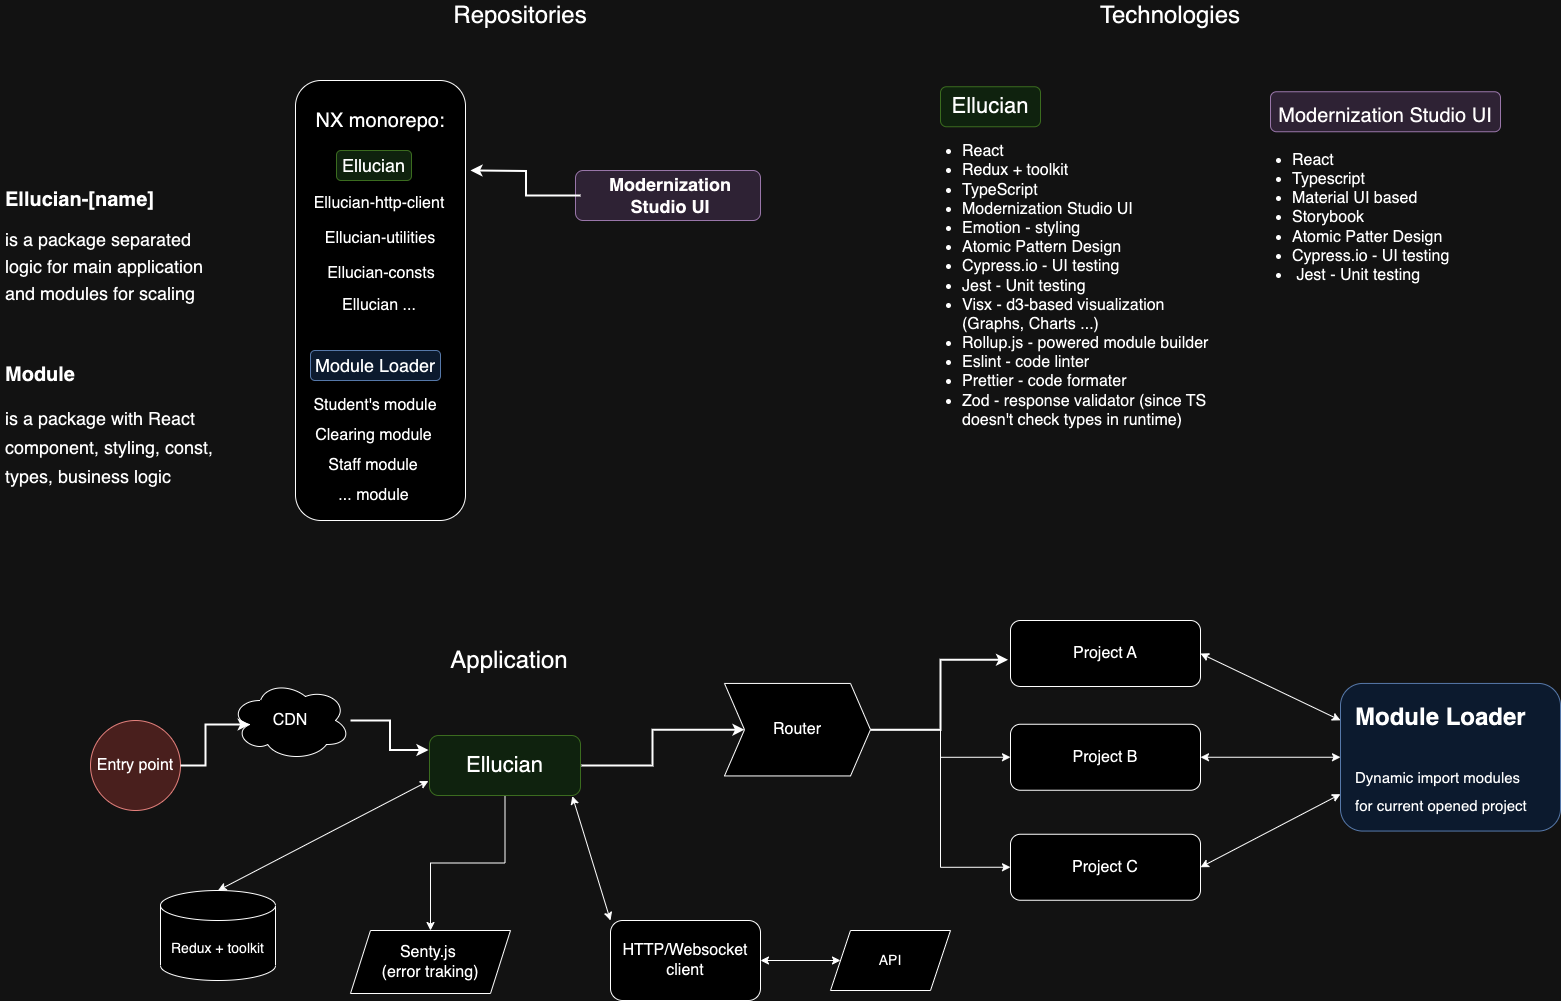 Repositories
Technologies
NX monorepo:
Ellucian
Ellucian-http-client
Ellucian-utilities
Ellucian-consts
Ellucian ...
Module Loader
Student's module
Clearing module
Staff module
... module
Modernization
Studio UI
Ellucian-[name]
is a package separated
logic for main application
and modules for scaling
Module
is a package with React
component, styling, const,
types, business logic
Ellucian
• React
• Redux + toolkit
• TypeScript
• Modernization Studio UI
• Emotion - styling
• Atomic Pattern Design
• Cypress.io - UI testing
• Jest - Unit testing
• Visx - d3-based visualization
(Graphs, Charts ...)
• Rollup.js - powered module builder
• Eslint - code linter
• Prettier - code formater
• Zod - response validator (since TS
doesn't check types in runtime)
Modernization Studio UI
• React
• Typescript
• Material UI based
• Storybook
• Atomic Patter Design
• Cypress.io - UI testing
• Jest - Unit testing
Application
Entry point
CDN
Ellucian
Router
Project A
Project B
Project C
Module Loader
Dynamic import modules
for current opened project
Redux + toolkit
Senty.js
(error traking)
HTTP/Websocket
client
API